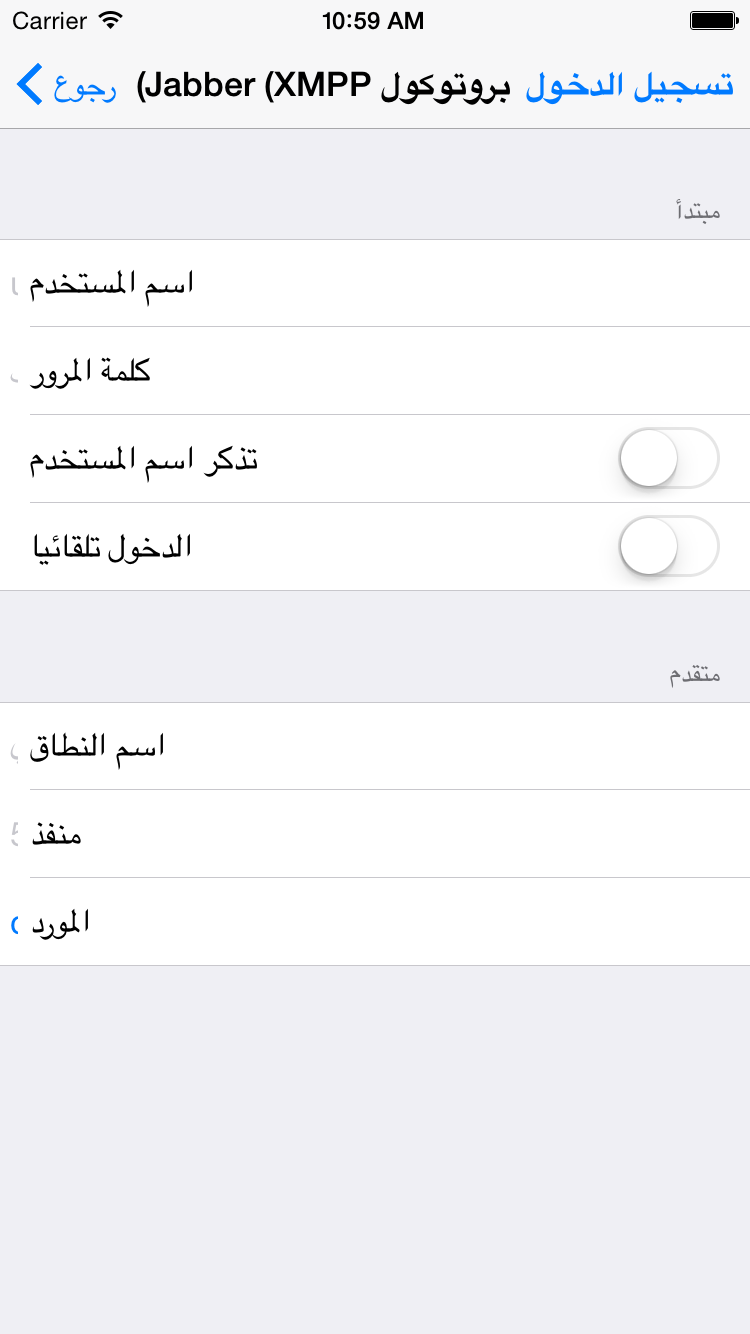 Carrier 10:59 AM
رجوع
بروتوكول Jabber (XMPP)
تسجيل الدخول
مبتدأ
اسم المستخدم
كلمة المرور
تذكر اسم المستخدم
الدخول تلقائيا
متقدم
اسم النطاق
منفذ
المورد